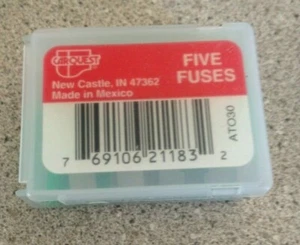 CARQUEST
FIVE
FUSES
New Castle, IN 47362
Made in Mexico
ATO30
7 69106 21183 2